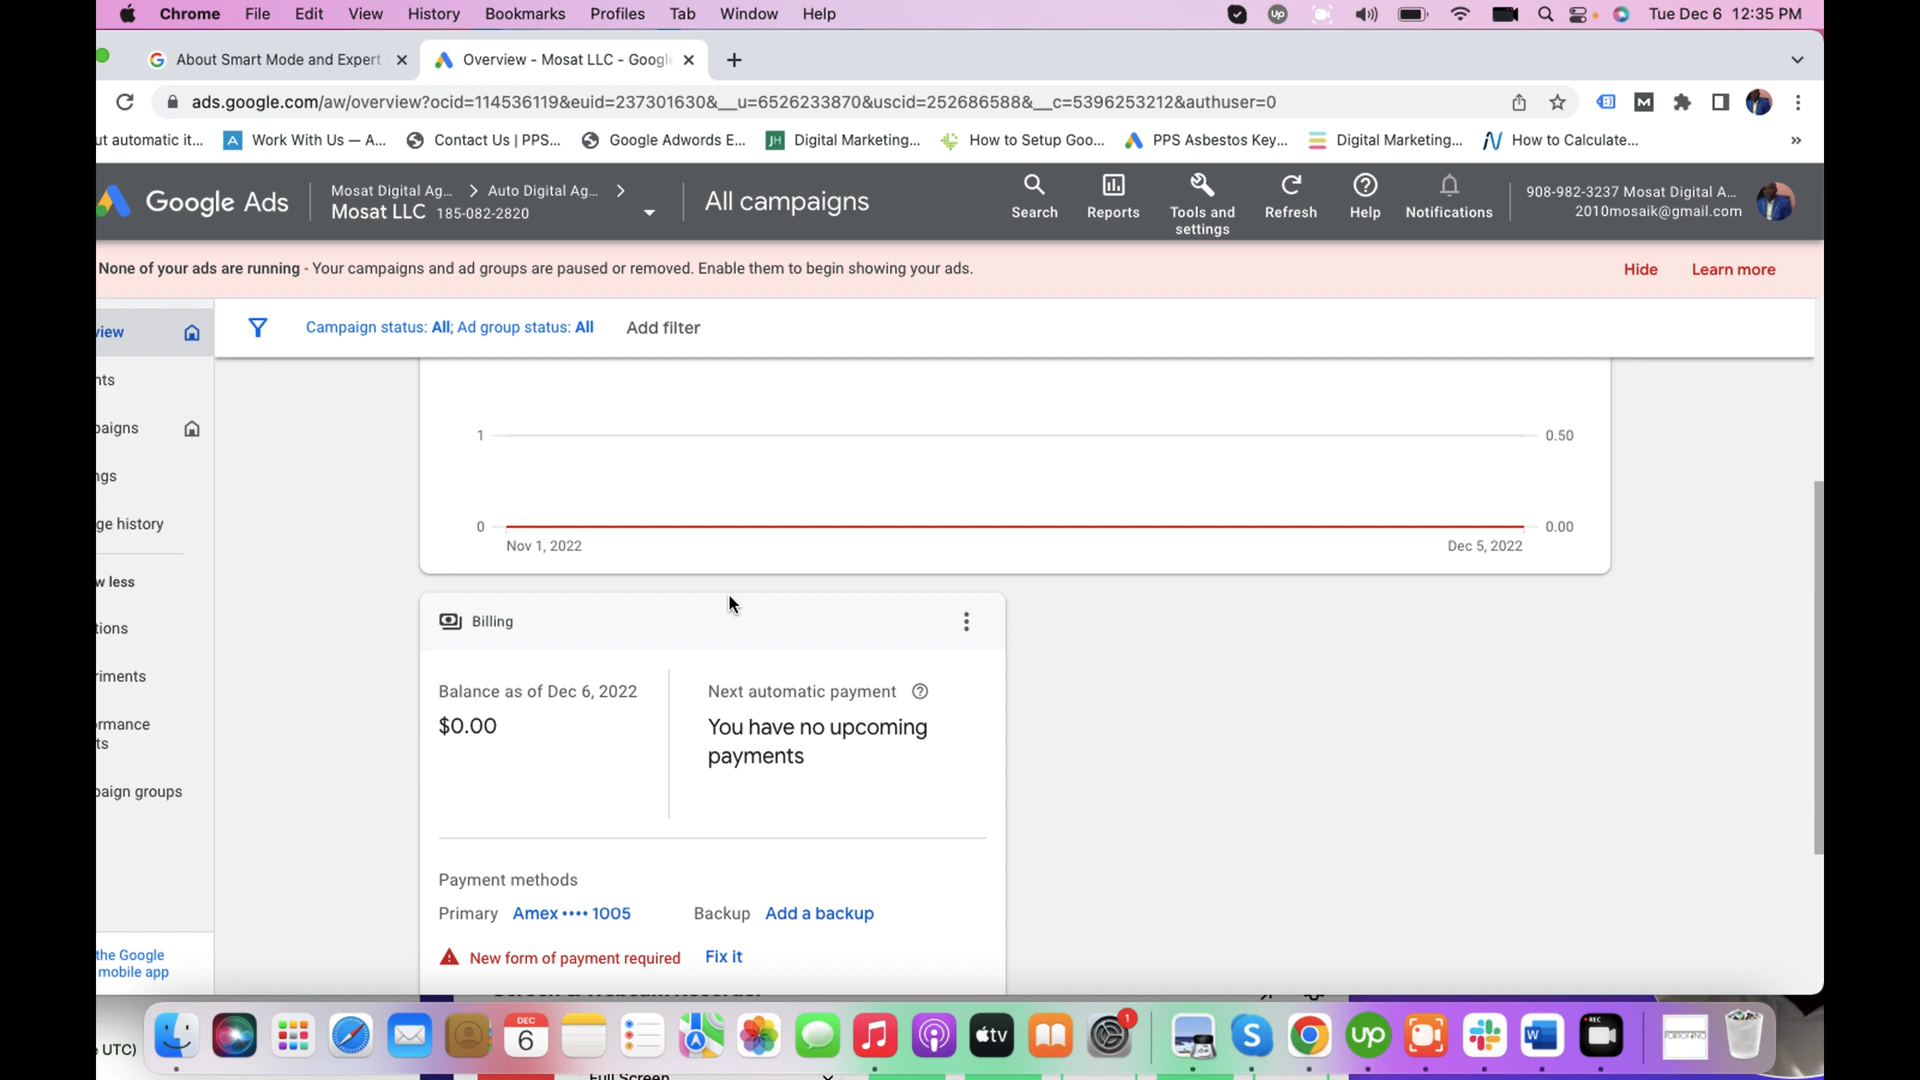 Chrome File Edit View History Bookmarks Profiles Tab Window Help Tue Dec 6 12:35 PM
About Smart Mode and Expert
Overview - Mosat LLC - Googl
ads.google.com/aw/overview?ocid=114536119&euid=237301630&__u=6526233870&uscid=252686588&__c=5396253212&authuser=0
ut automatic it... Work With Us — A... Contact Us | PPS... Google Adwords E... Digital Marketing... How to Setup Goo... PPS Asbestos Key... Digital Marketing... How to Calculate... »
Google Ads
Mosat Digital Ag... Auto Digital Ag...
Mosat LLC 185-082-2820
All campaigns
Search
Reports
Tools and
settings
Refresh
Help
Notifications
908-982-3237 Mosat Digital A...
2010mosaik@gmail.com
None of your ads are running - Your campaigns and ad groups are paused or removed. Enable them to begin showing your ads.
Hide Learn more
view
Campaign status: All; Ad group status: All Add filter
nts
paigns
ngs
ge history
w less
tions
riments
rmance
ts
paign groups
the Google
mobile app
1 0.50
0 0.00
Nov 1, 2022 Dec 5, 2022
Billing
Balance as of Dec 6, 2022
$0.00
Next automatic payment
You have no upcoming
payments
Payment methods
Primary Amex •••• 1005 Backup Add a backup
New form of payment required Fix it
DEC
6
1
tv
up
W
REC
UTC)
Full Screen